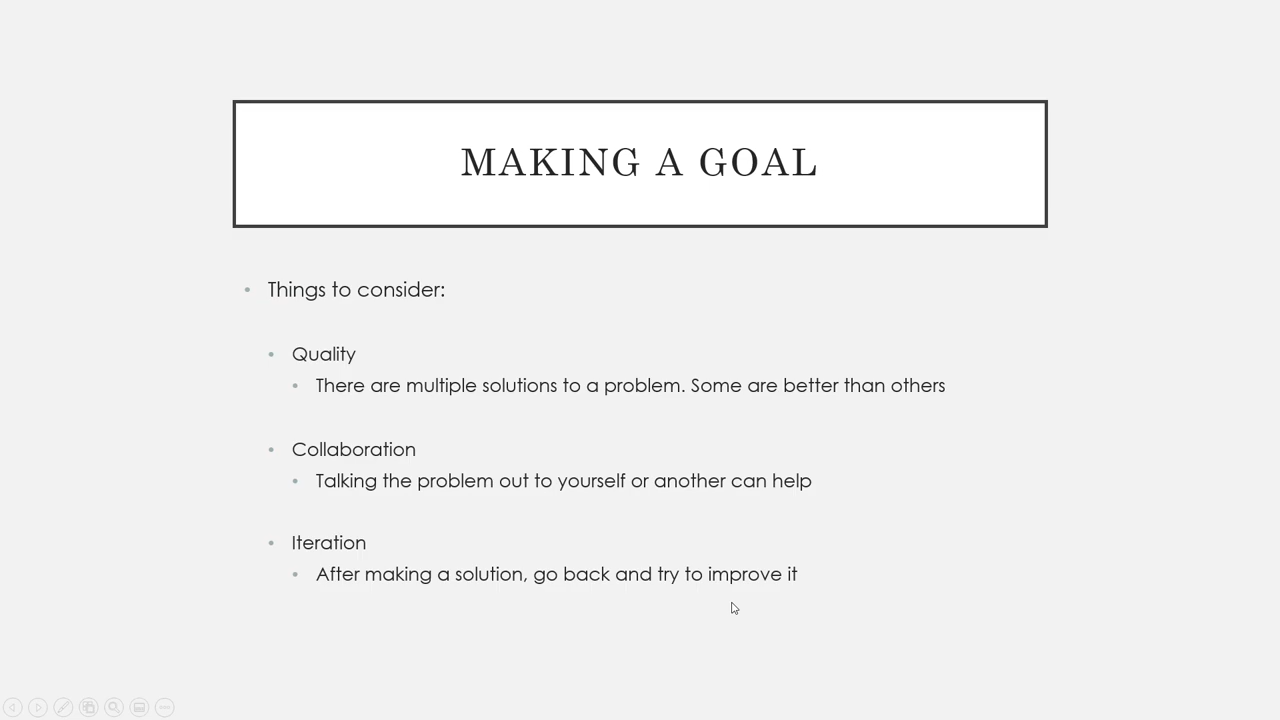 MAKING A GOAL
• Things to consider:
• Quality
• There are multiple solutions to a problem. Some are better than others
• Collaboration
• Talking the problem out to yourself or another can help
• Iteration
• After making a solution, go back and try to improve it